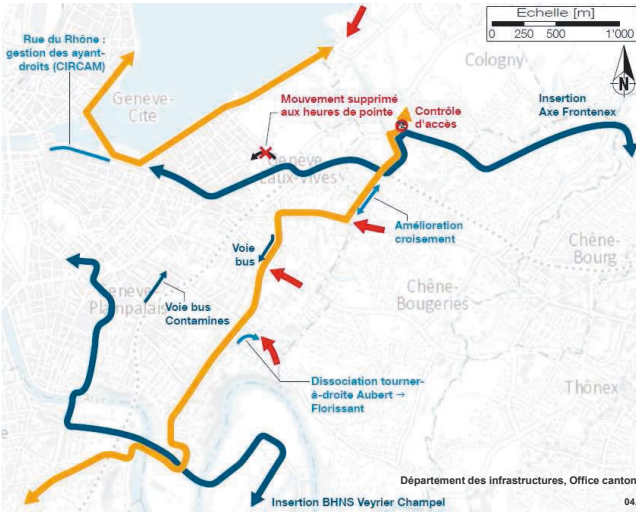 Echelle [m]
0 250 500 1'000
N
Rue du Rhône :
gestion des ayant-
droits (CIRCAM)
Cologny
Genève-
Cité
Mouvement supprimé
aux heures de pointe
Contrôle
d'accès
Insertion
Axe Frontenex
Genève
Eaux-Vives
Amélioration
croisement
Voie
bus
Chêne-
Bourg
Genève-
Plainpalais
Voie bus
Contamines
Chêne-
Bougeries
Dissociation tourner-
à-droite Aubert →
Florissant
Thônex
Département des infrastructures, Office canton
Insertion BHNS Veyrier Champel
04.